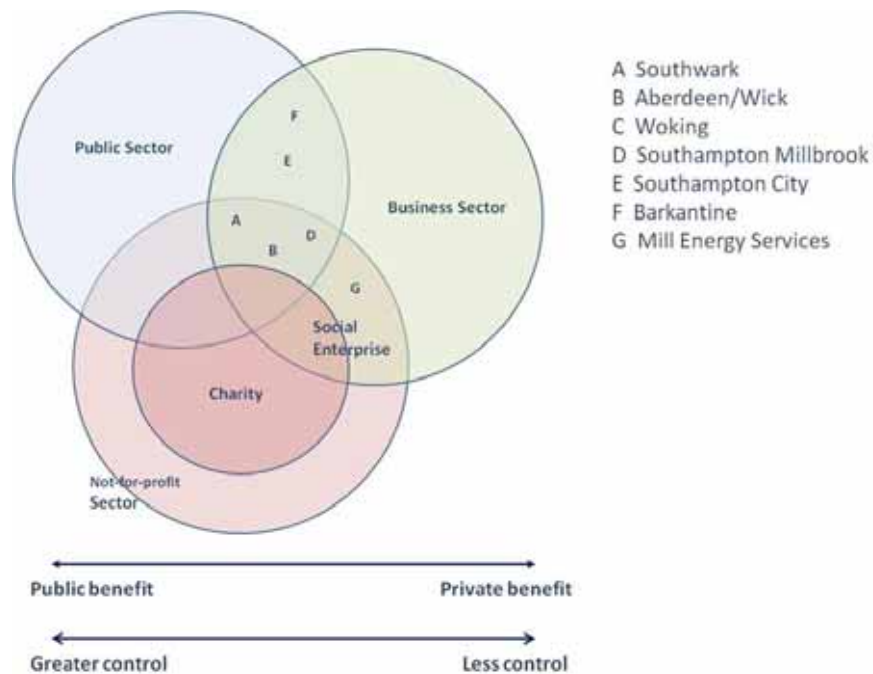 Public Sector
F
E
Business Sector
A
D
B
G
Social
Enterprise
Charity
Not-for-profit
Sector
A Southwark
B Aberdeen/Wick
C Woking
D Southampton Millbrook
E Southampton City
F Barkantine
G Mill Energy Services
Public benefit
Private benefit
Greater control
Less control